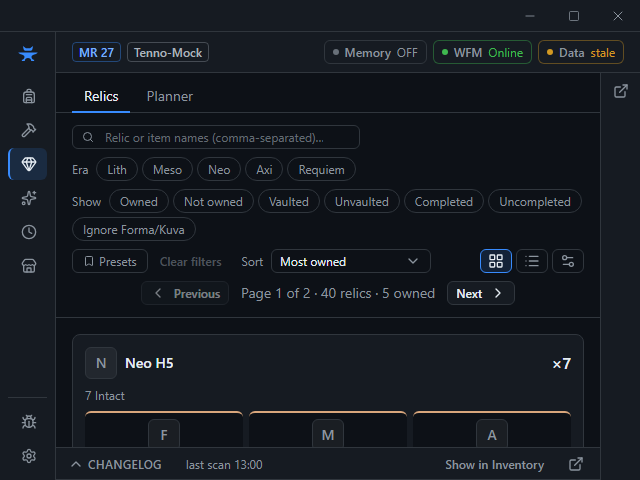 MR 27 Tenno-Mock Memory OFF WFM Online Data stale
Relics Planner
Relic or item names (comma-separated)...
Era Lith Meso Neo Axi Requiem
Show Owned Not owned Vaulted Unvaulted Completed Uncompleted
Ignore Forma/Kuva
Presets Clear filters Sort Most owned
Previous Page 1 of 2 · 40 relics · 5 owned Next
N Neo H5 ×7
7 Intact
F M A
CHANGELOG last scan 13:00 Show in Inventory